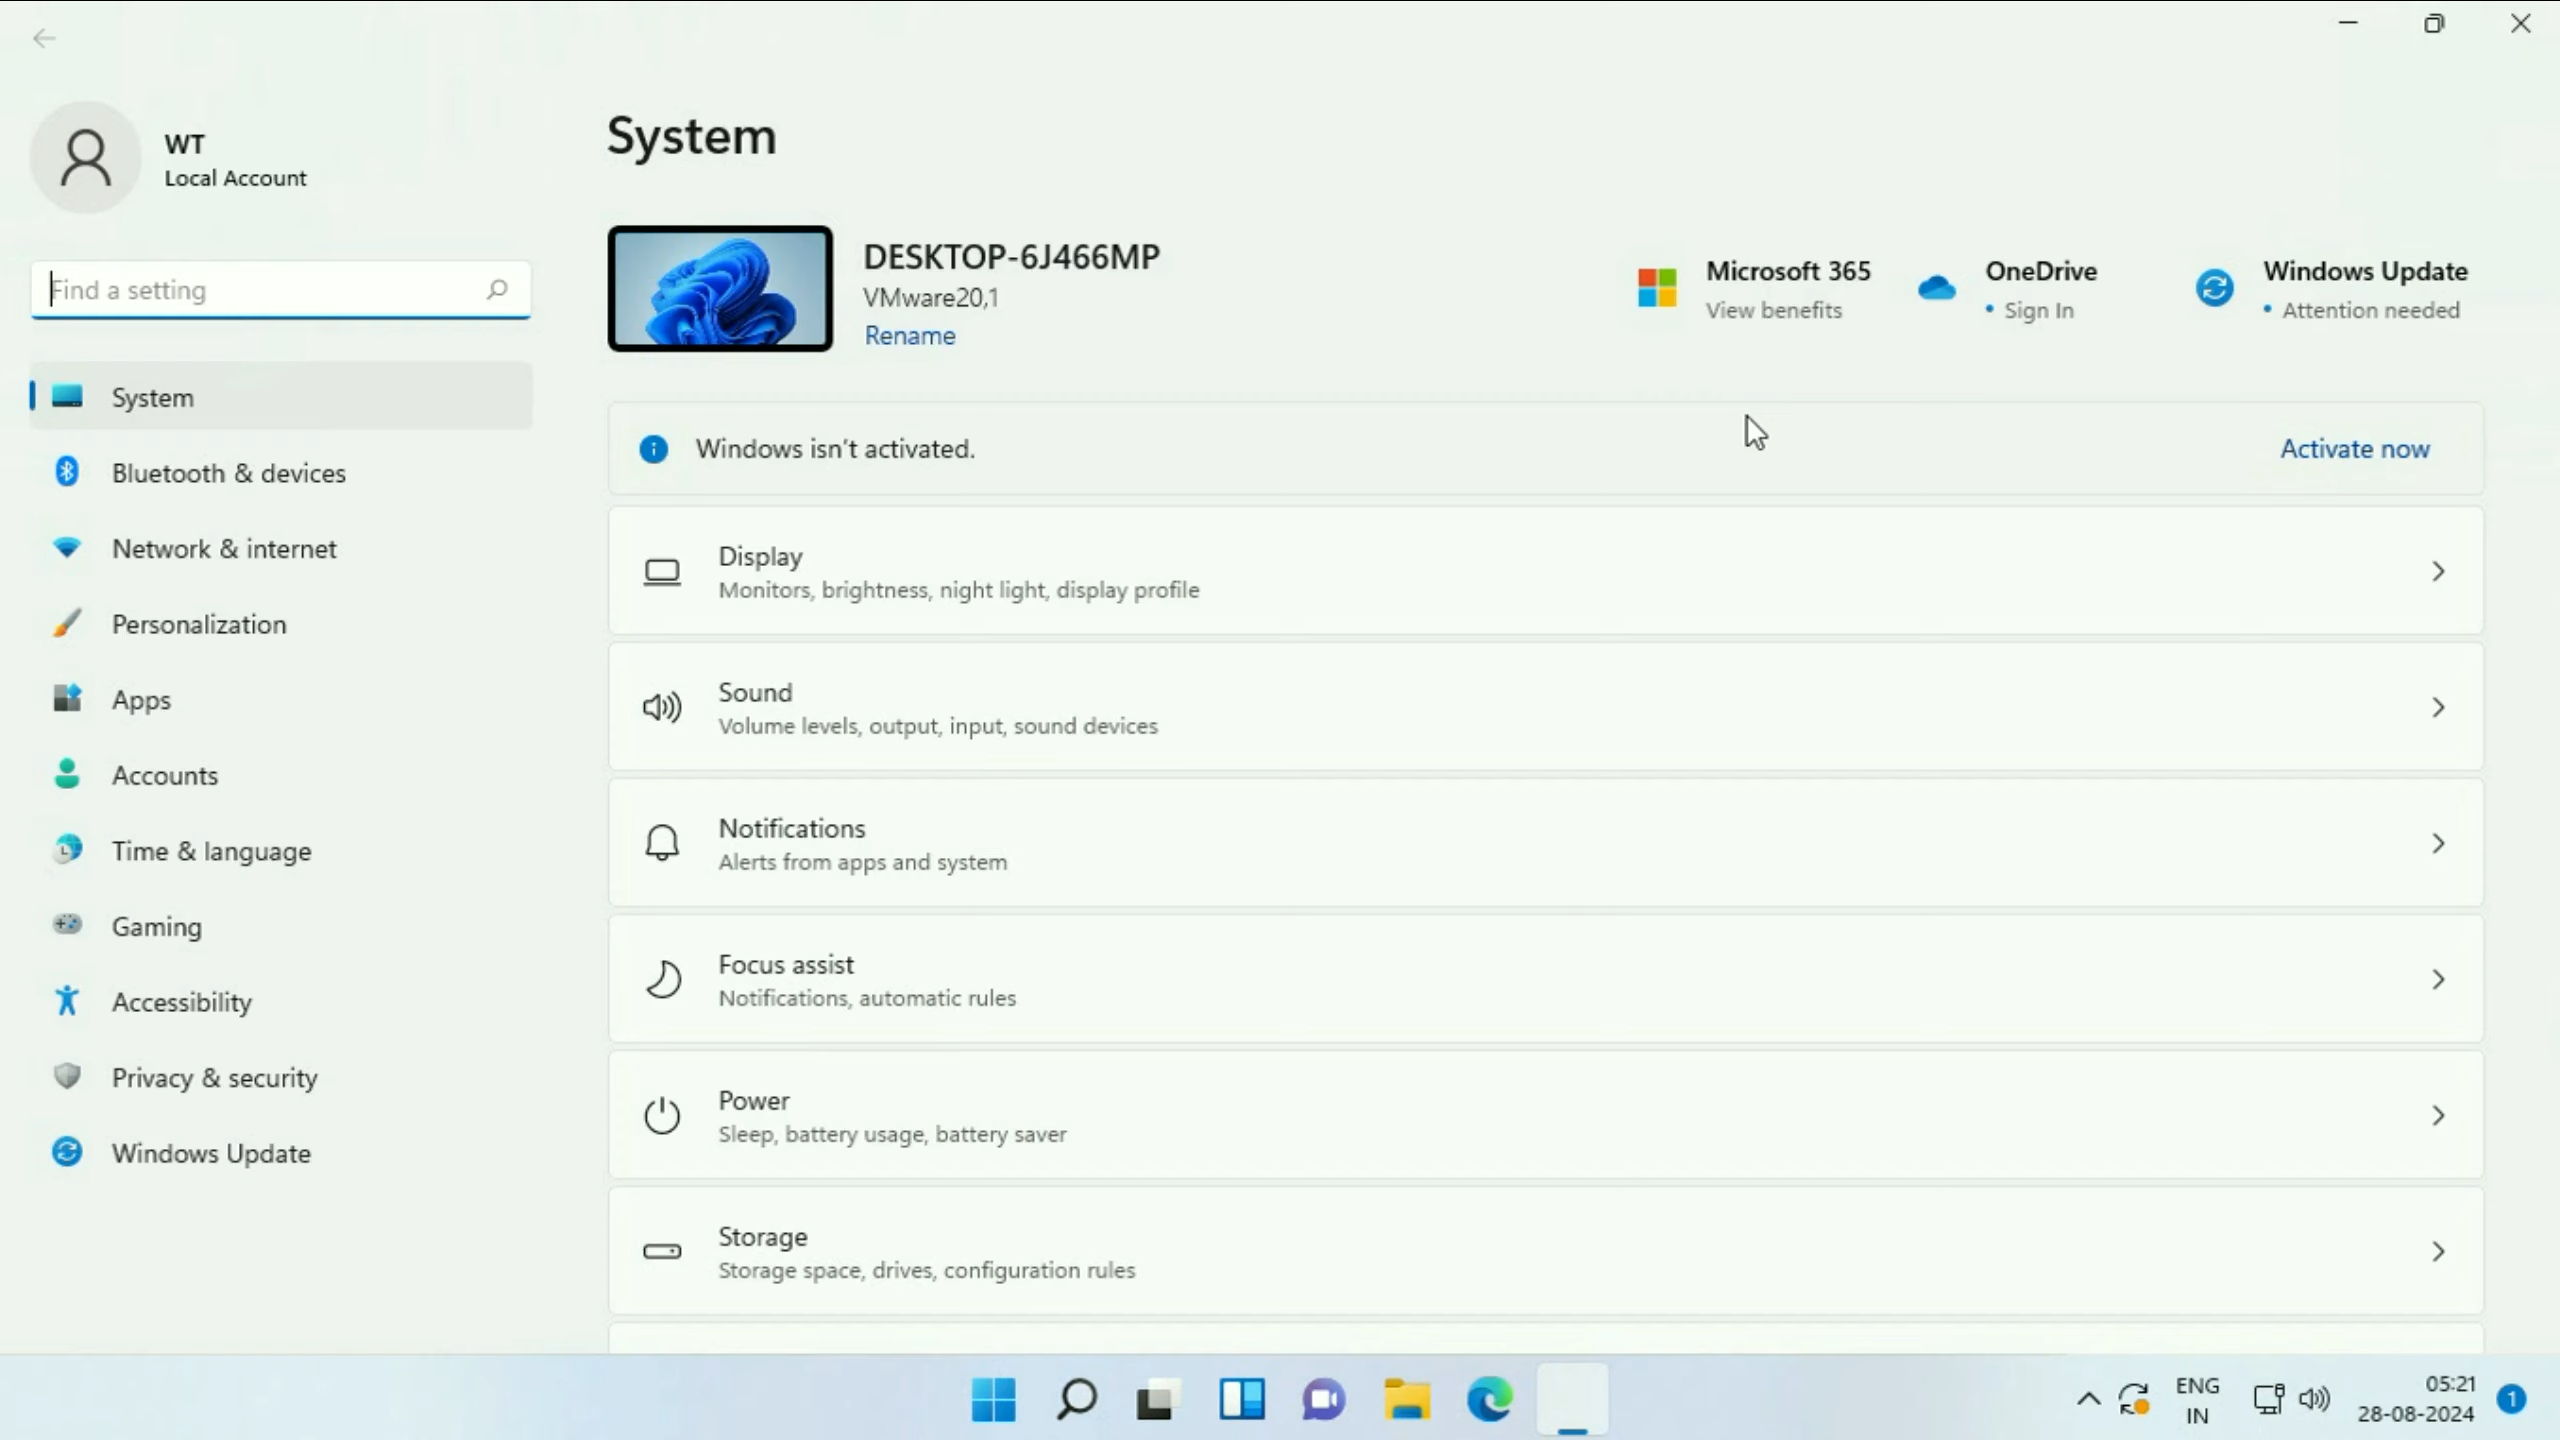 WT
Local Account
Find a setting
System
Bluetooth & devices
Network & internet
Personalization
Apps
Accounts
Time & language
Gaming
Accessibility
Privacy & security
Windows Update
System
DESKTOP-6J466MP
VMware20,1
Rename
Microsoft 365
View benefits
OneDrive
• Sign In
Windows Update
• Attention needed
Windows isn't activated.
Activate now
Display
Monitors, brightness, night light, display profile
Sound
Volume levels, output, input, sound devices
Notifications
Alerts from apps and system
Focus assist
Notifications, automatic rules
Power
Sleep, battery usage, battery saver
Storage
Storage space, drives, configuration rules
ENG
IN
05:21
28-08-2024
1